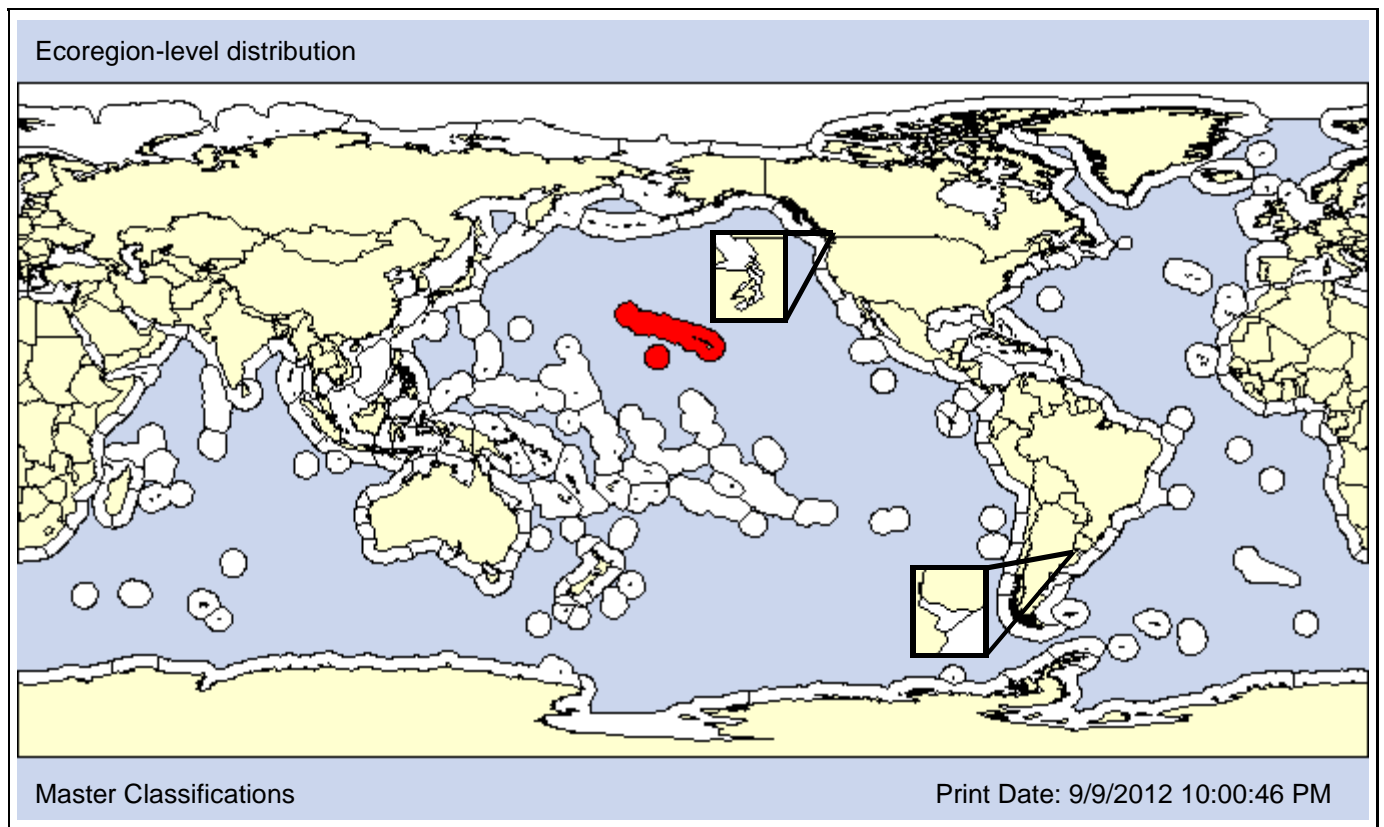 Ecoregion-level distribution
Master Classifications
Print Date: 9/9/2012 10:00:46 PM